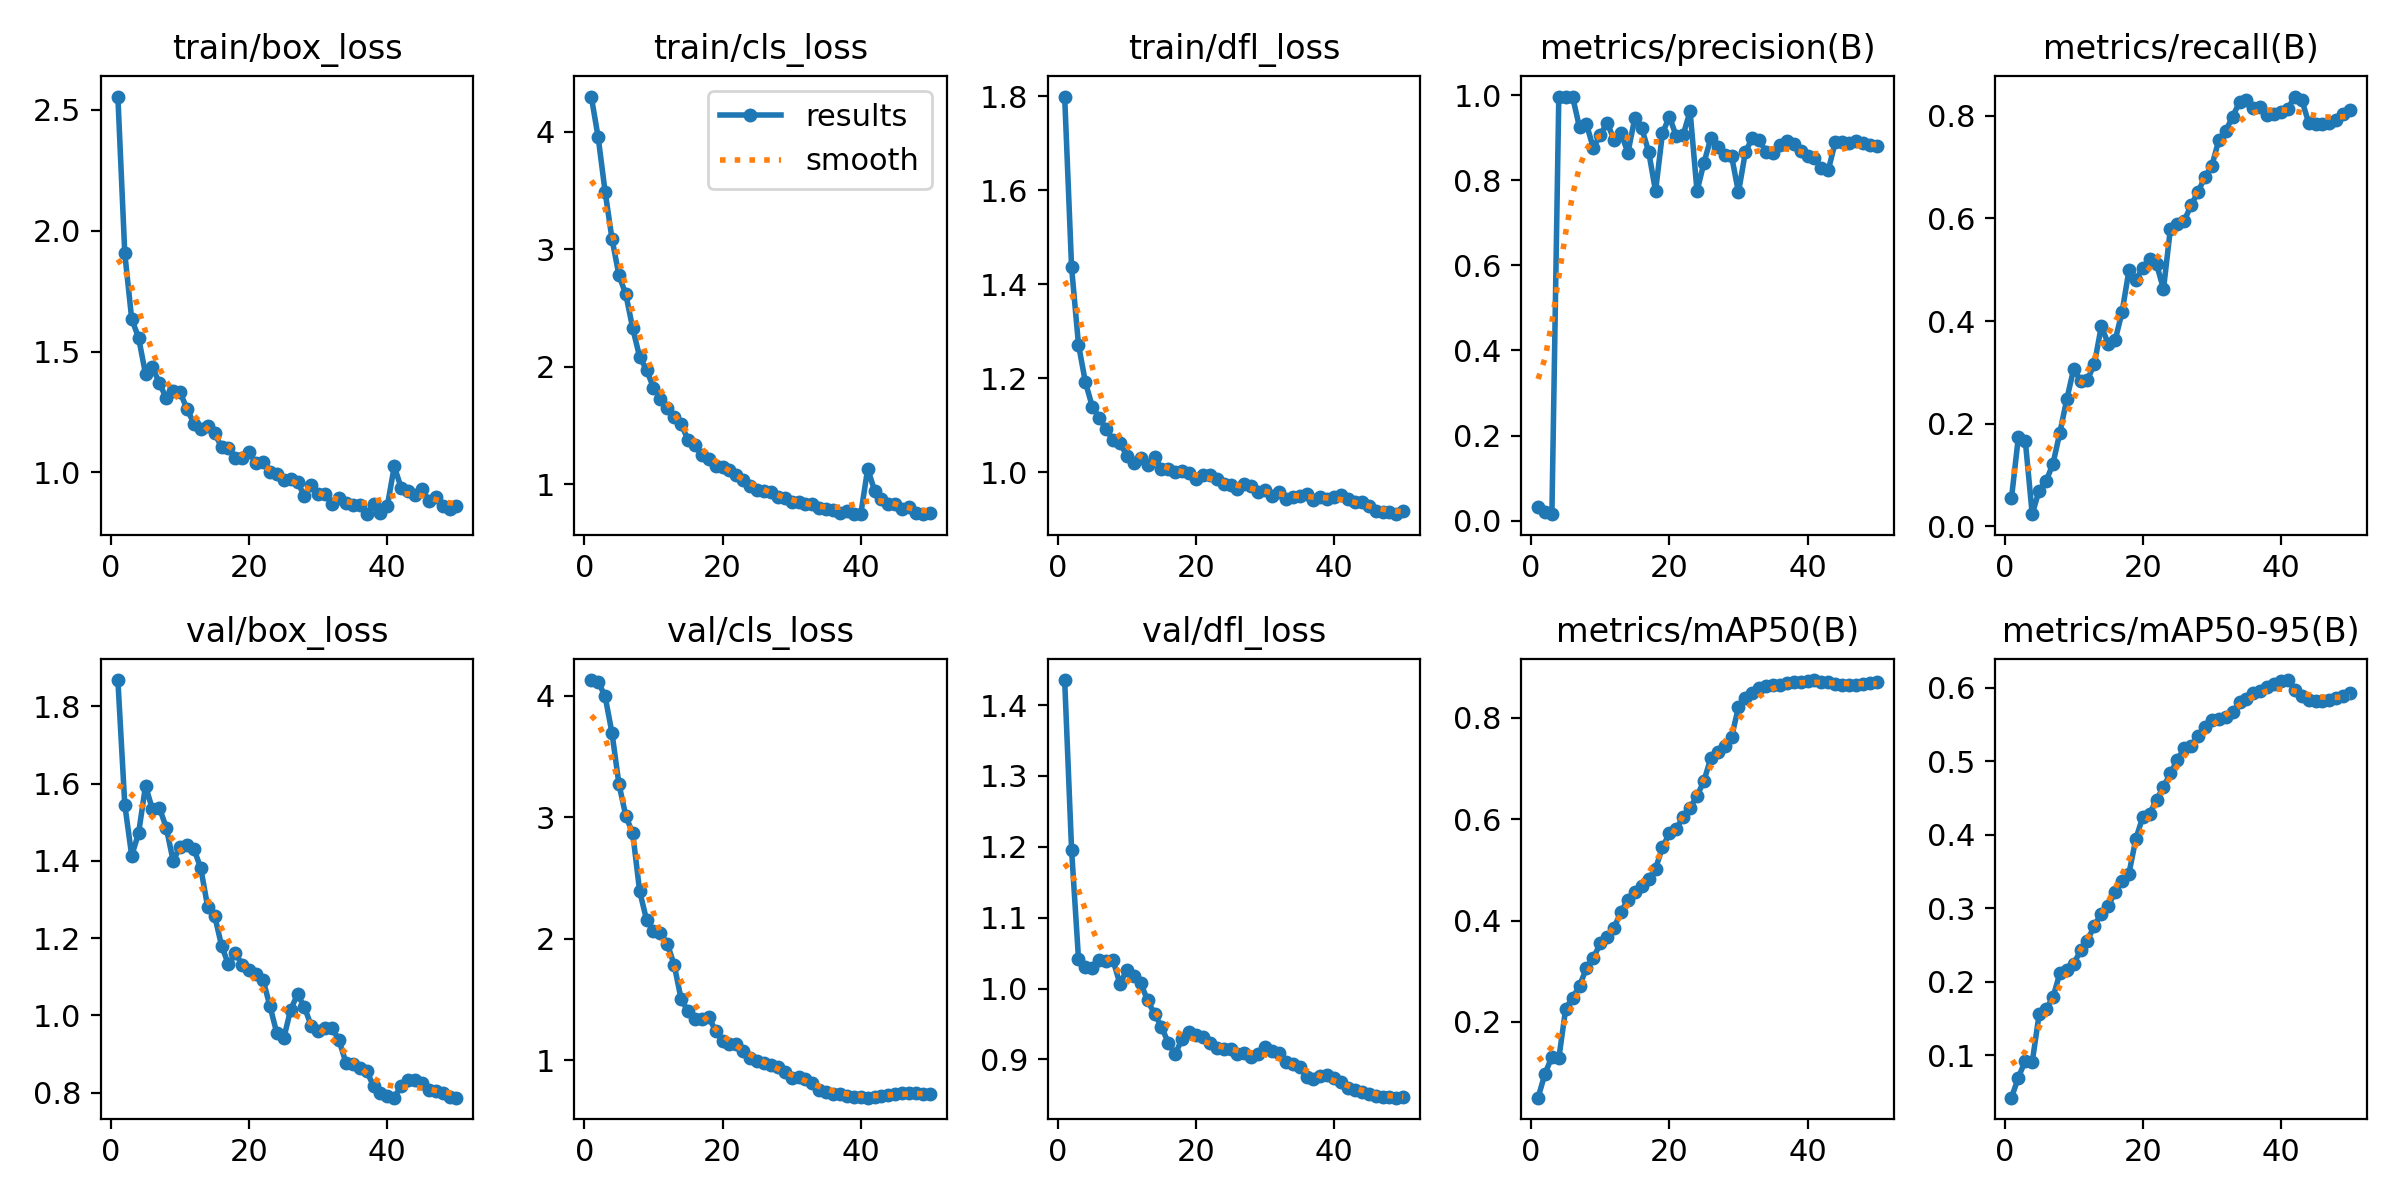 train/box_loss
2.5
2.0
1.5
1.0
0 20 40
train/cls_loss
results
smooth
4
3
2
1
0 20 40
train/dfl_loss
1.8
1.6
1.4
1.2
1.0
0 20 40
metrics/precision(B)
1.0
0.8
0.6
0.4
0.2
0.0
0 20 40
metrics/recall(B)
0.8
0.6
0.4
0.2
0.0
0 20 40
val/box_loss
1.8
1.6
1.4
1.2
1.0
0.8
0 20 40
val/cls_loss
4
3
2
1
0 20 40
val/dfl_loss
1.4
1.3
1.2
1.1
1.0
0.9
0 20 40
metrics/mAP50(B)
0.8
0.6
0.4
0.2
0 20 40
metrics/mAP50-95(B)
0.6
0.5
0.4
0.3
0.2
0.1
0 20 40